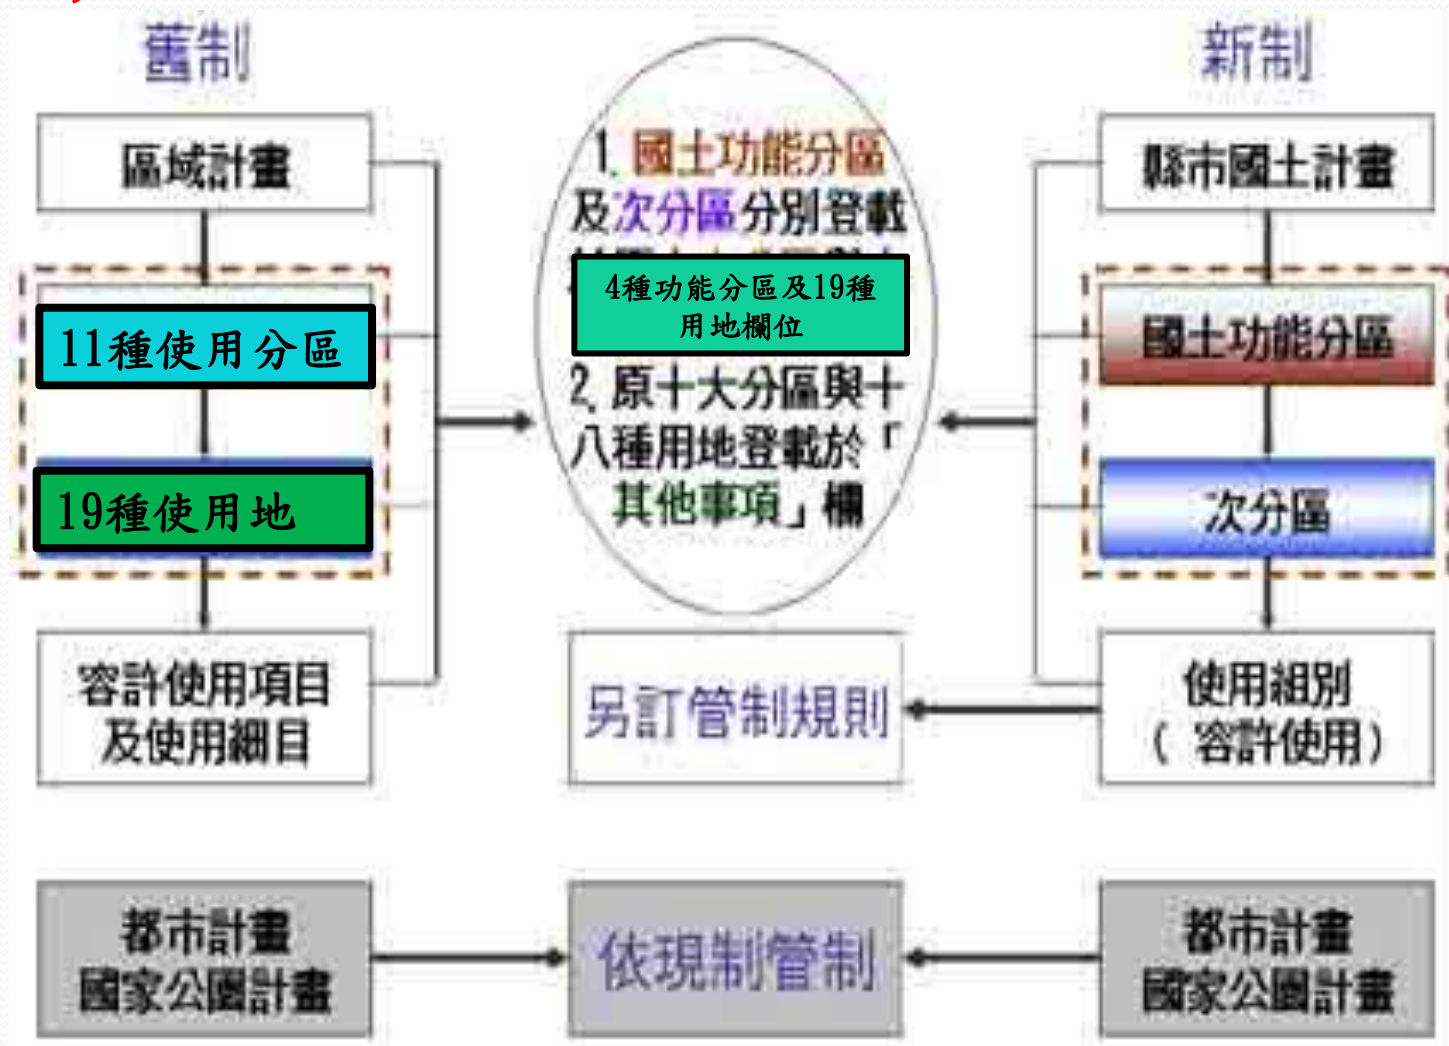 舊制
區域計畫
11種使用分區
19種使用地
容許使用項目
及使用細目
都市計畫
國家公園計畫
1. 國土功能分區
及次分區分別登載
4種功能分區及19種
用地欄位
2. 原十大分區與十
八種用地登載於「
其他事項」欄
另訂管制規則
依現制管制
新制
縣市國土計畫
國土功能分區
次分區
使用組別
( 容許使用)
都市計畫
國家公園計畫